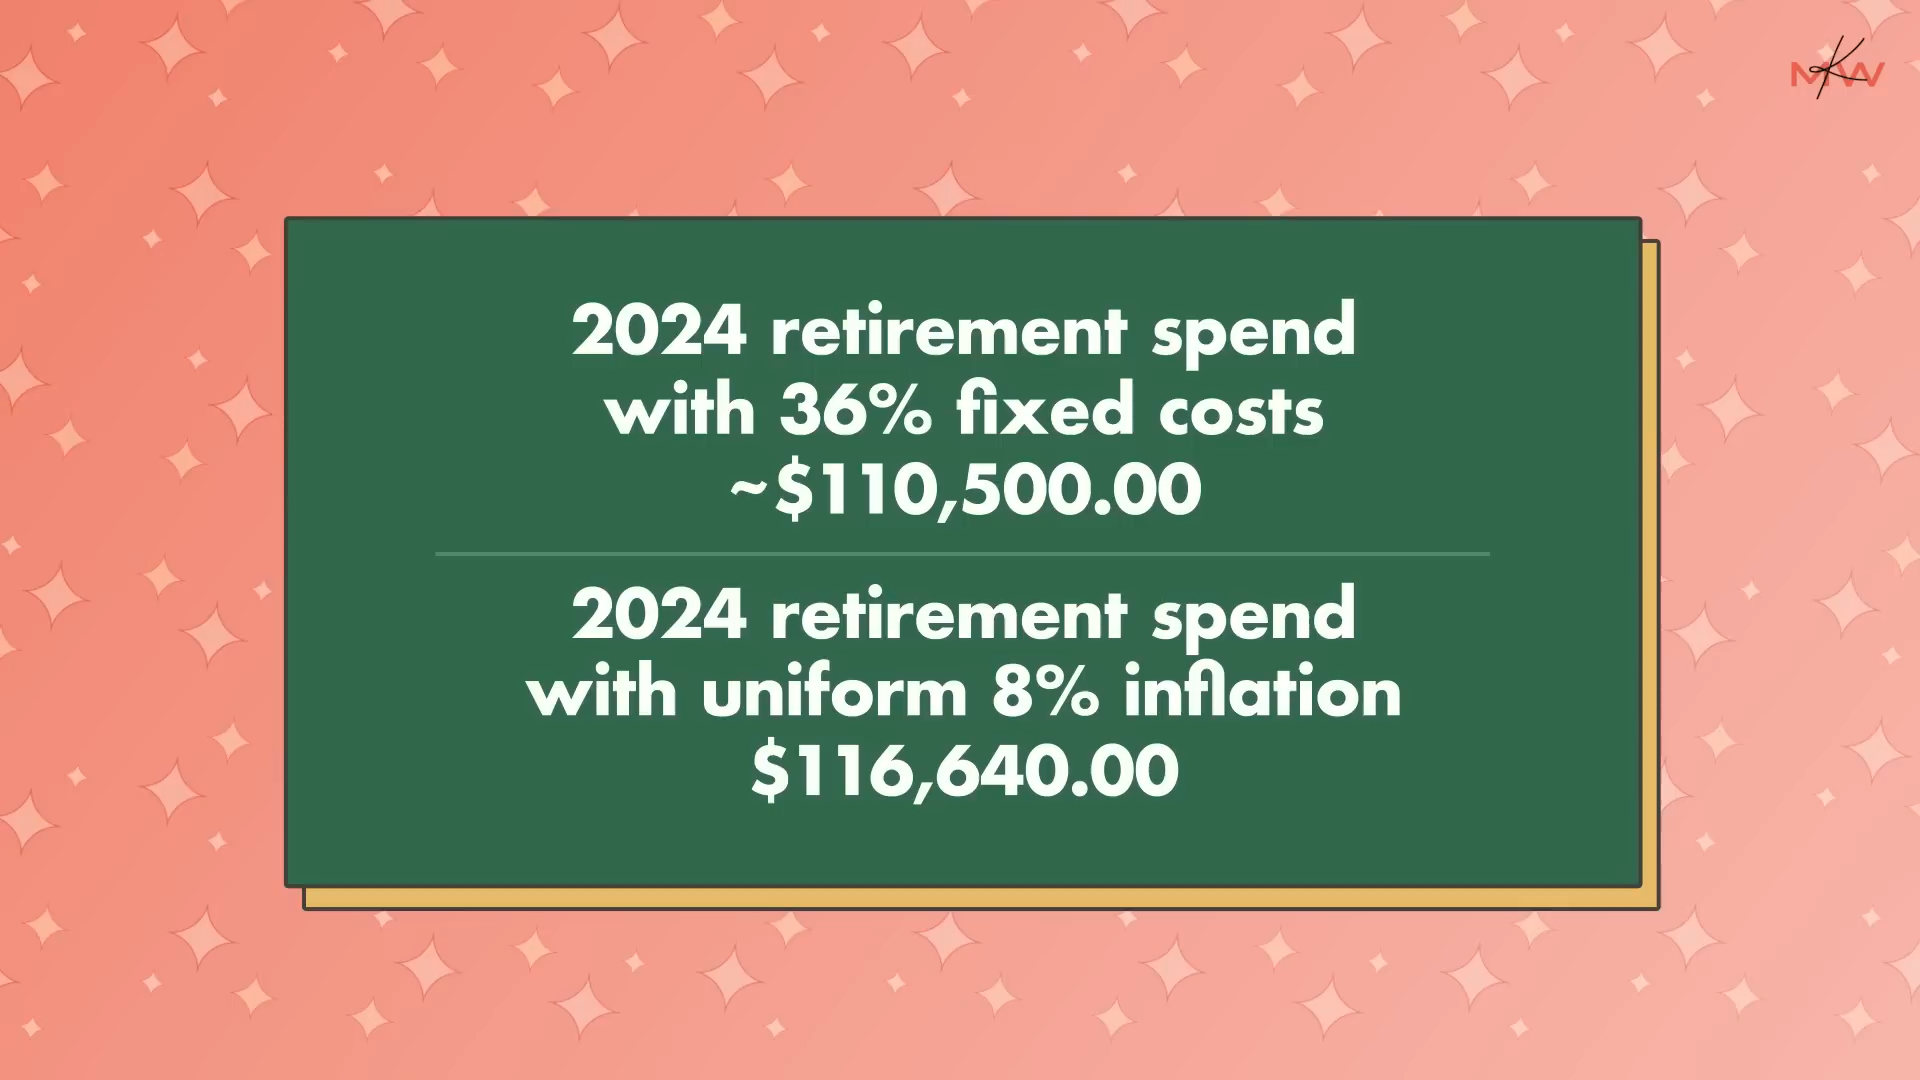 MKW
2024 retirement spend
with 36% fixed costs
~$110,500.00
2024 retirement spend
with uniform 8% inflation
$116,640.00